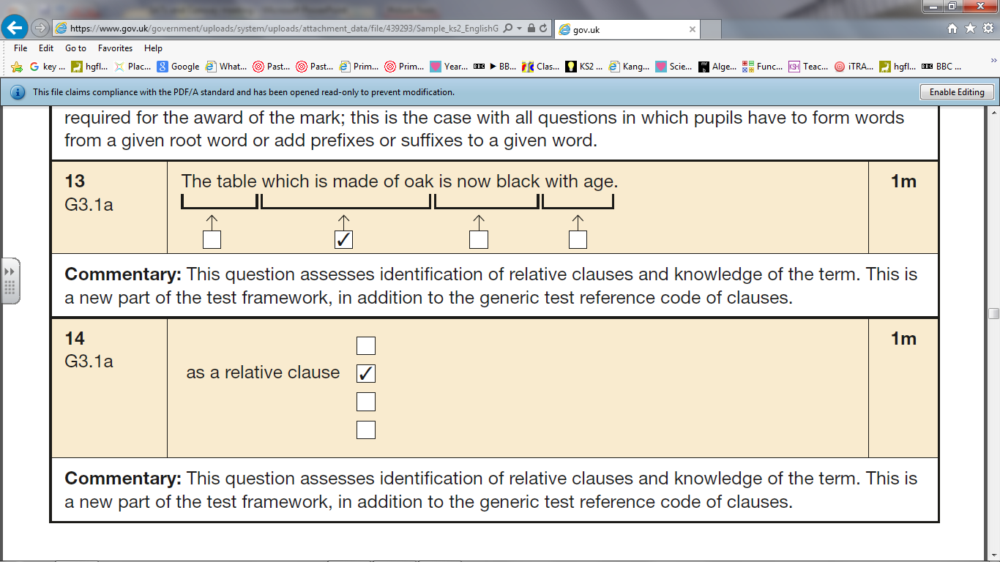 https://www.gov.uk/government/uploads/system/uploads/attachment_data/file/439293/Sample_ks2_EnglishG
gov.uk
File Edit Go to Favorites Help
key ... hgfl... Plac... Google What... Past... Past... Prim... Prim... Year... BBC BB... Clas... KS2 ... Kang... Scie... Alge... Func... KSH Teac... iTRA... hgfl... BBC BBC ...
This file claims compliance with the PDF/A standard and has been opened read-only to prevent modification. Enable Editing
required for the award of the mark; this is the case with all questions in which pupils have to form words
from a given root word or add prefixes or suffixes to a given word.
13 The table which is made of oak is now black with age. 1m
G3.1a
Commentary: This question assesses identification of relative clauses and knowledge of the term. This is
a new part of the test framework, in addition to the generic test reference code of clauses.
14 1m
G3.1a
as a relative clause
Commentary: This question assesses identification of relative clauses and knowledge of the term. This is
a new part of the test framework, in addition to the generic test reference code of clauses.